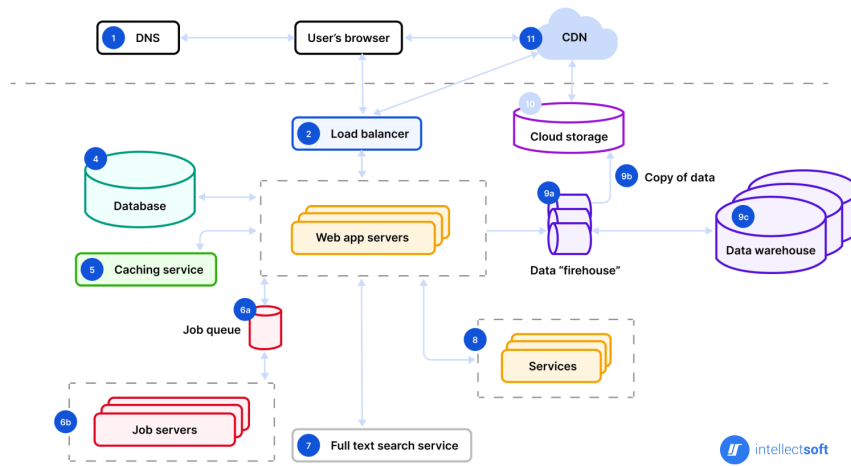 1 DNS
User's browser
11 CDN
10
Cloud storage
2 Load balancer
4
Database
9a
9b Copy of data
9c
Data warehouse
Web app servers
Data “firehouse”
5 Caching service
6a
Job queue
8
Services
6b
Job servers
7 Full text search service
intellectsoft